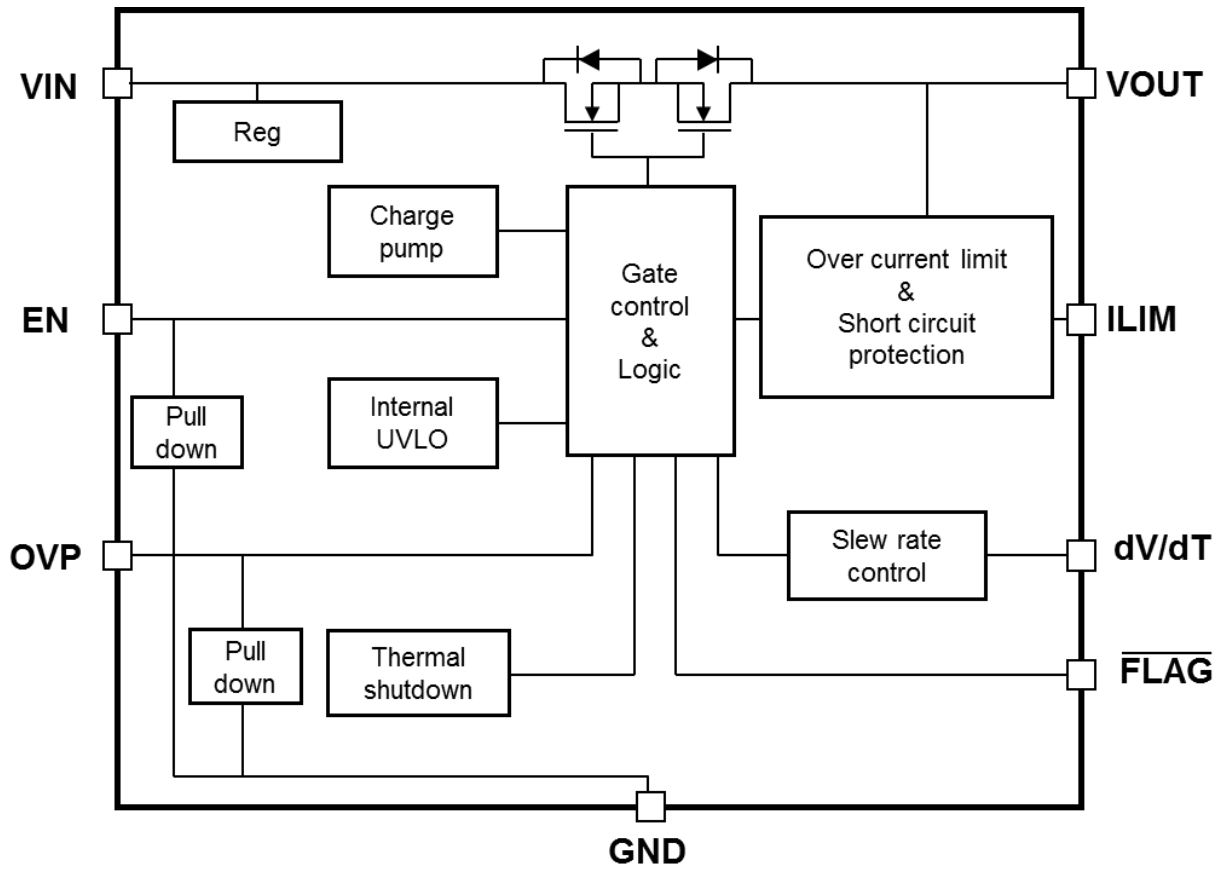 VIN
VOUT
Reg
Charge
pump
Gate
control
&
Logic
Over current limit
&
Short circuit
protection
EN
ILIM
Pull
down
Internal
UVLO
OVP
Slew rate
control
dV/dT
Pull
down
Thermal
shutdown
FLAG
GND